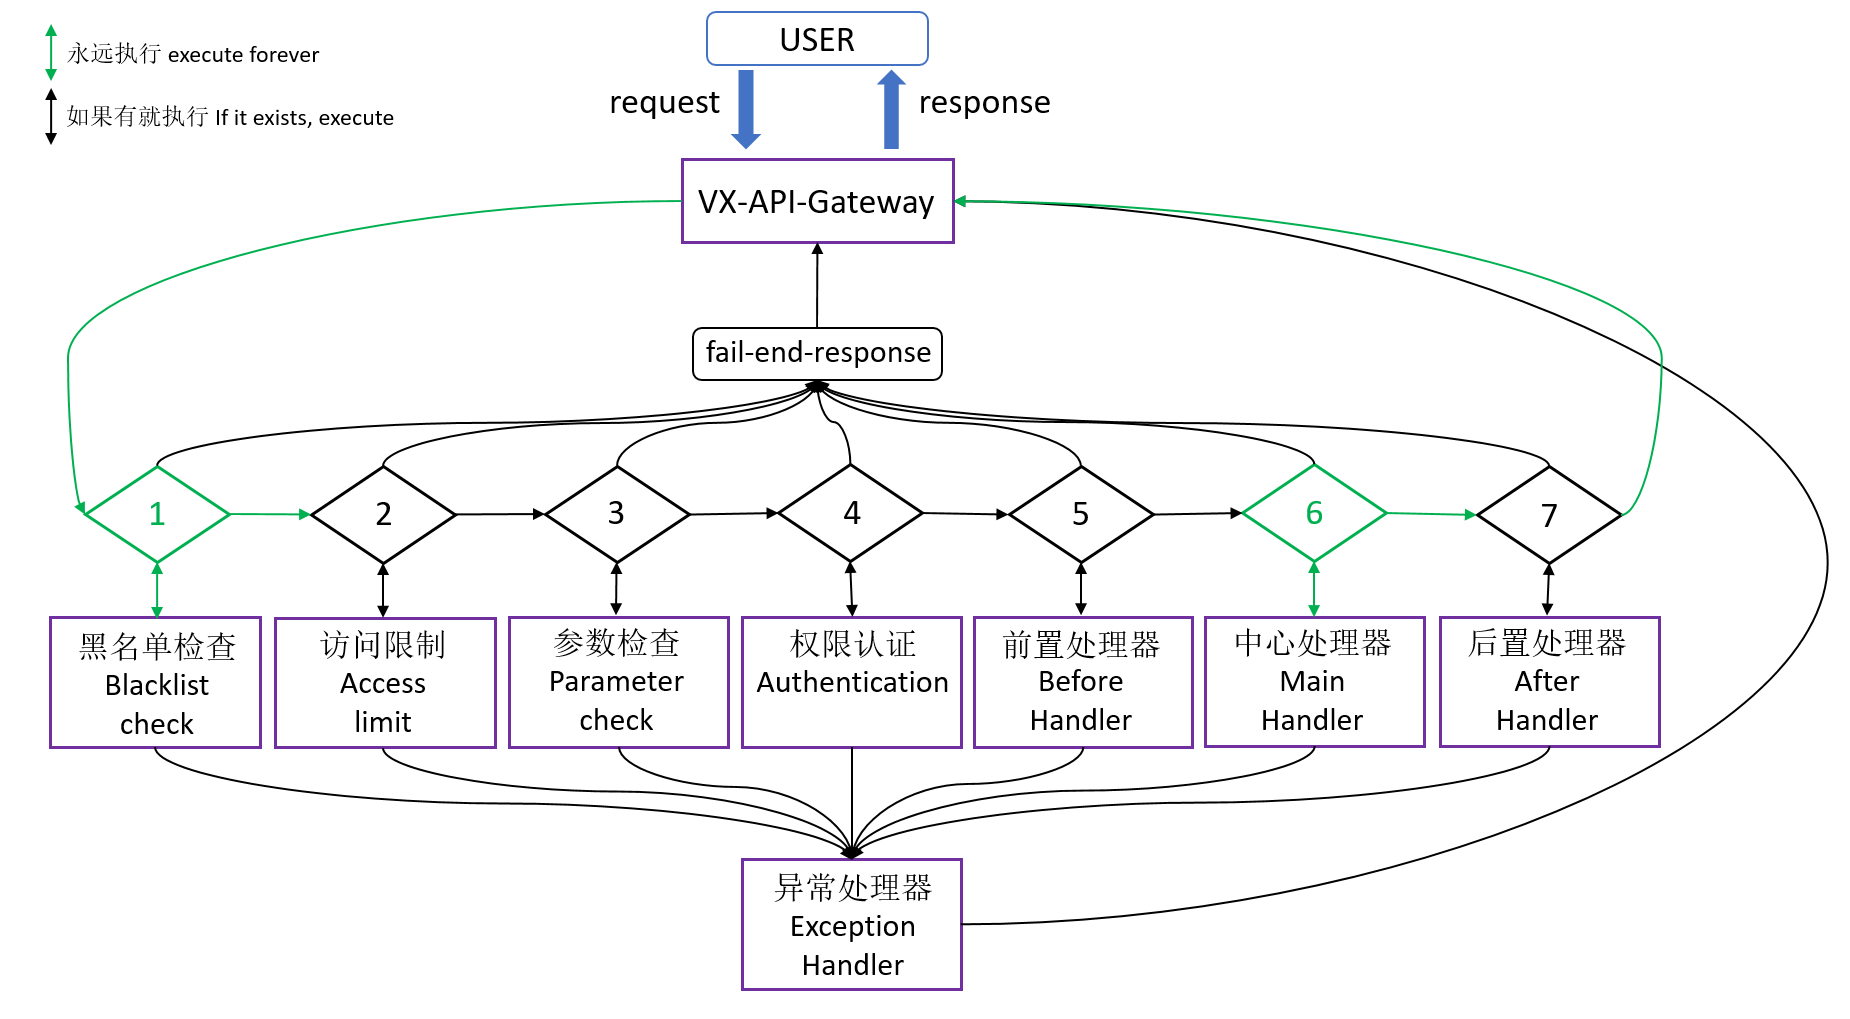 永远执行 execute forever
如果有就执行 If it exists, execute
USER
request
response
VX-API-Gateway
fail-end-response
1
2
3
4
5
6
7
黑名单检查
Blacklist
check
访问限制
Access
limit
参数检查
Parameter
check
权限认证
Authentication
前置处理器
Before
Handler
中心处理器
Main
Handler
后置处理器
After
Handler
异常处理器
Exception
Handler